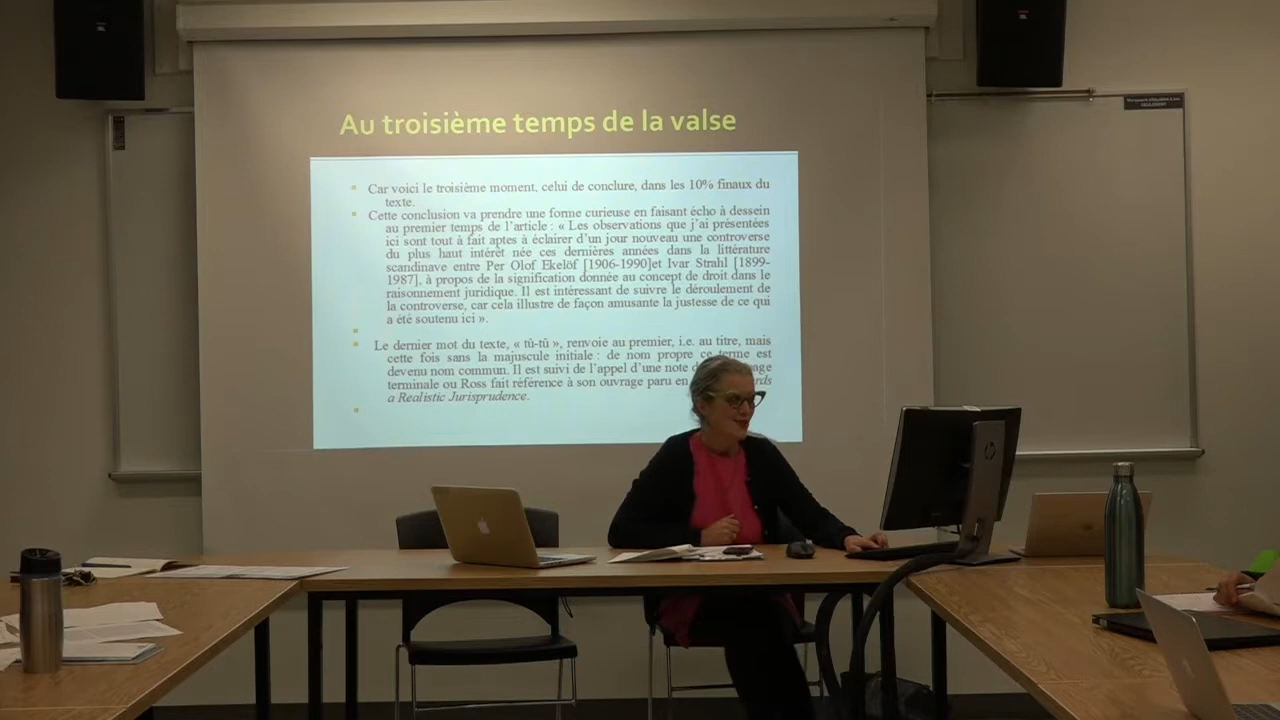 Au troisième temps de la valse
Car voici le troisième moment, celui de conclure, dans les 10% finaux du
texte.
Cette conclusion va prendre une forme curieuse en faisant écho à dessein
au premier temps de l'article : « Les observations que j'ai présentées
ici sont tout à fait aptes à éclairer d'un jour nouveau une controverse
du plus haut intérêt née ces dernières années dans la littérature
scandinave entre Per Olof Ekelöf [1906-1990]et Ivar Strahl [1899-
1987], à propos de la signification donnée au concept de droit dans le
raisonnement juridique. Il est intéressant de suivre le déroulement de
la controverse, car cela illustre de façon amusante la justesse de ce qui
a été soutenu ici ».
Le dernier mot du texte, « tû-tû », renvoie au premier, i.e. au titre, mais
cette fois sans la majuscule initiale : de nom propre ce terme est
devenu nom commun. Il est suivi de l'appel d'une note
terminale ou Ross fait référence à son ouvrage paru en
a Realistic Jurisprudence.
hp